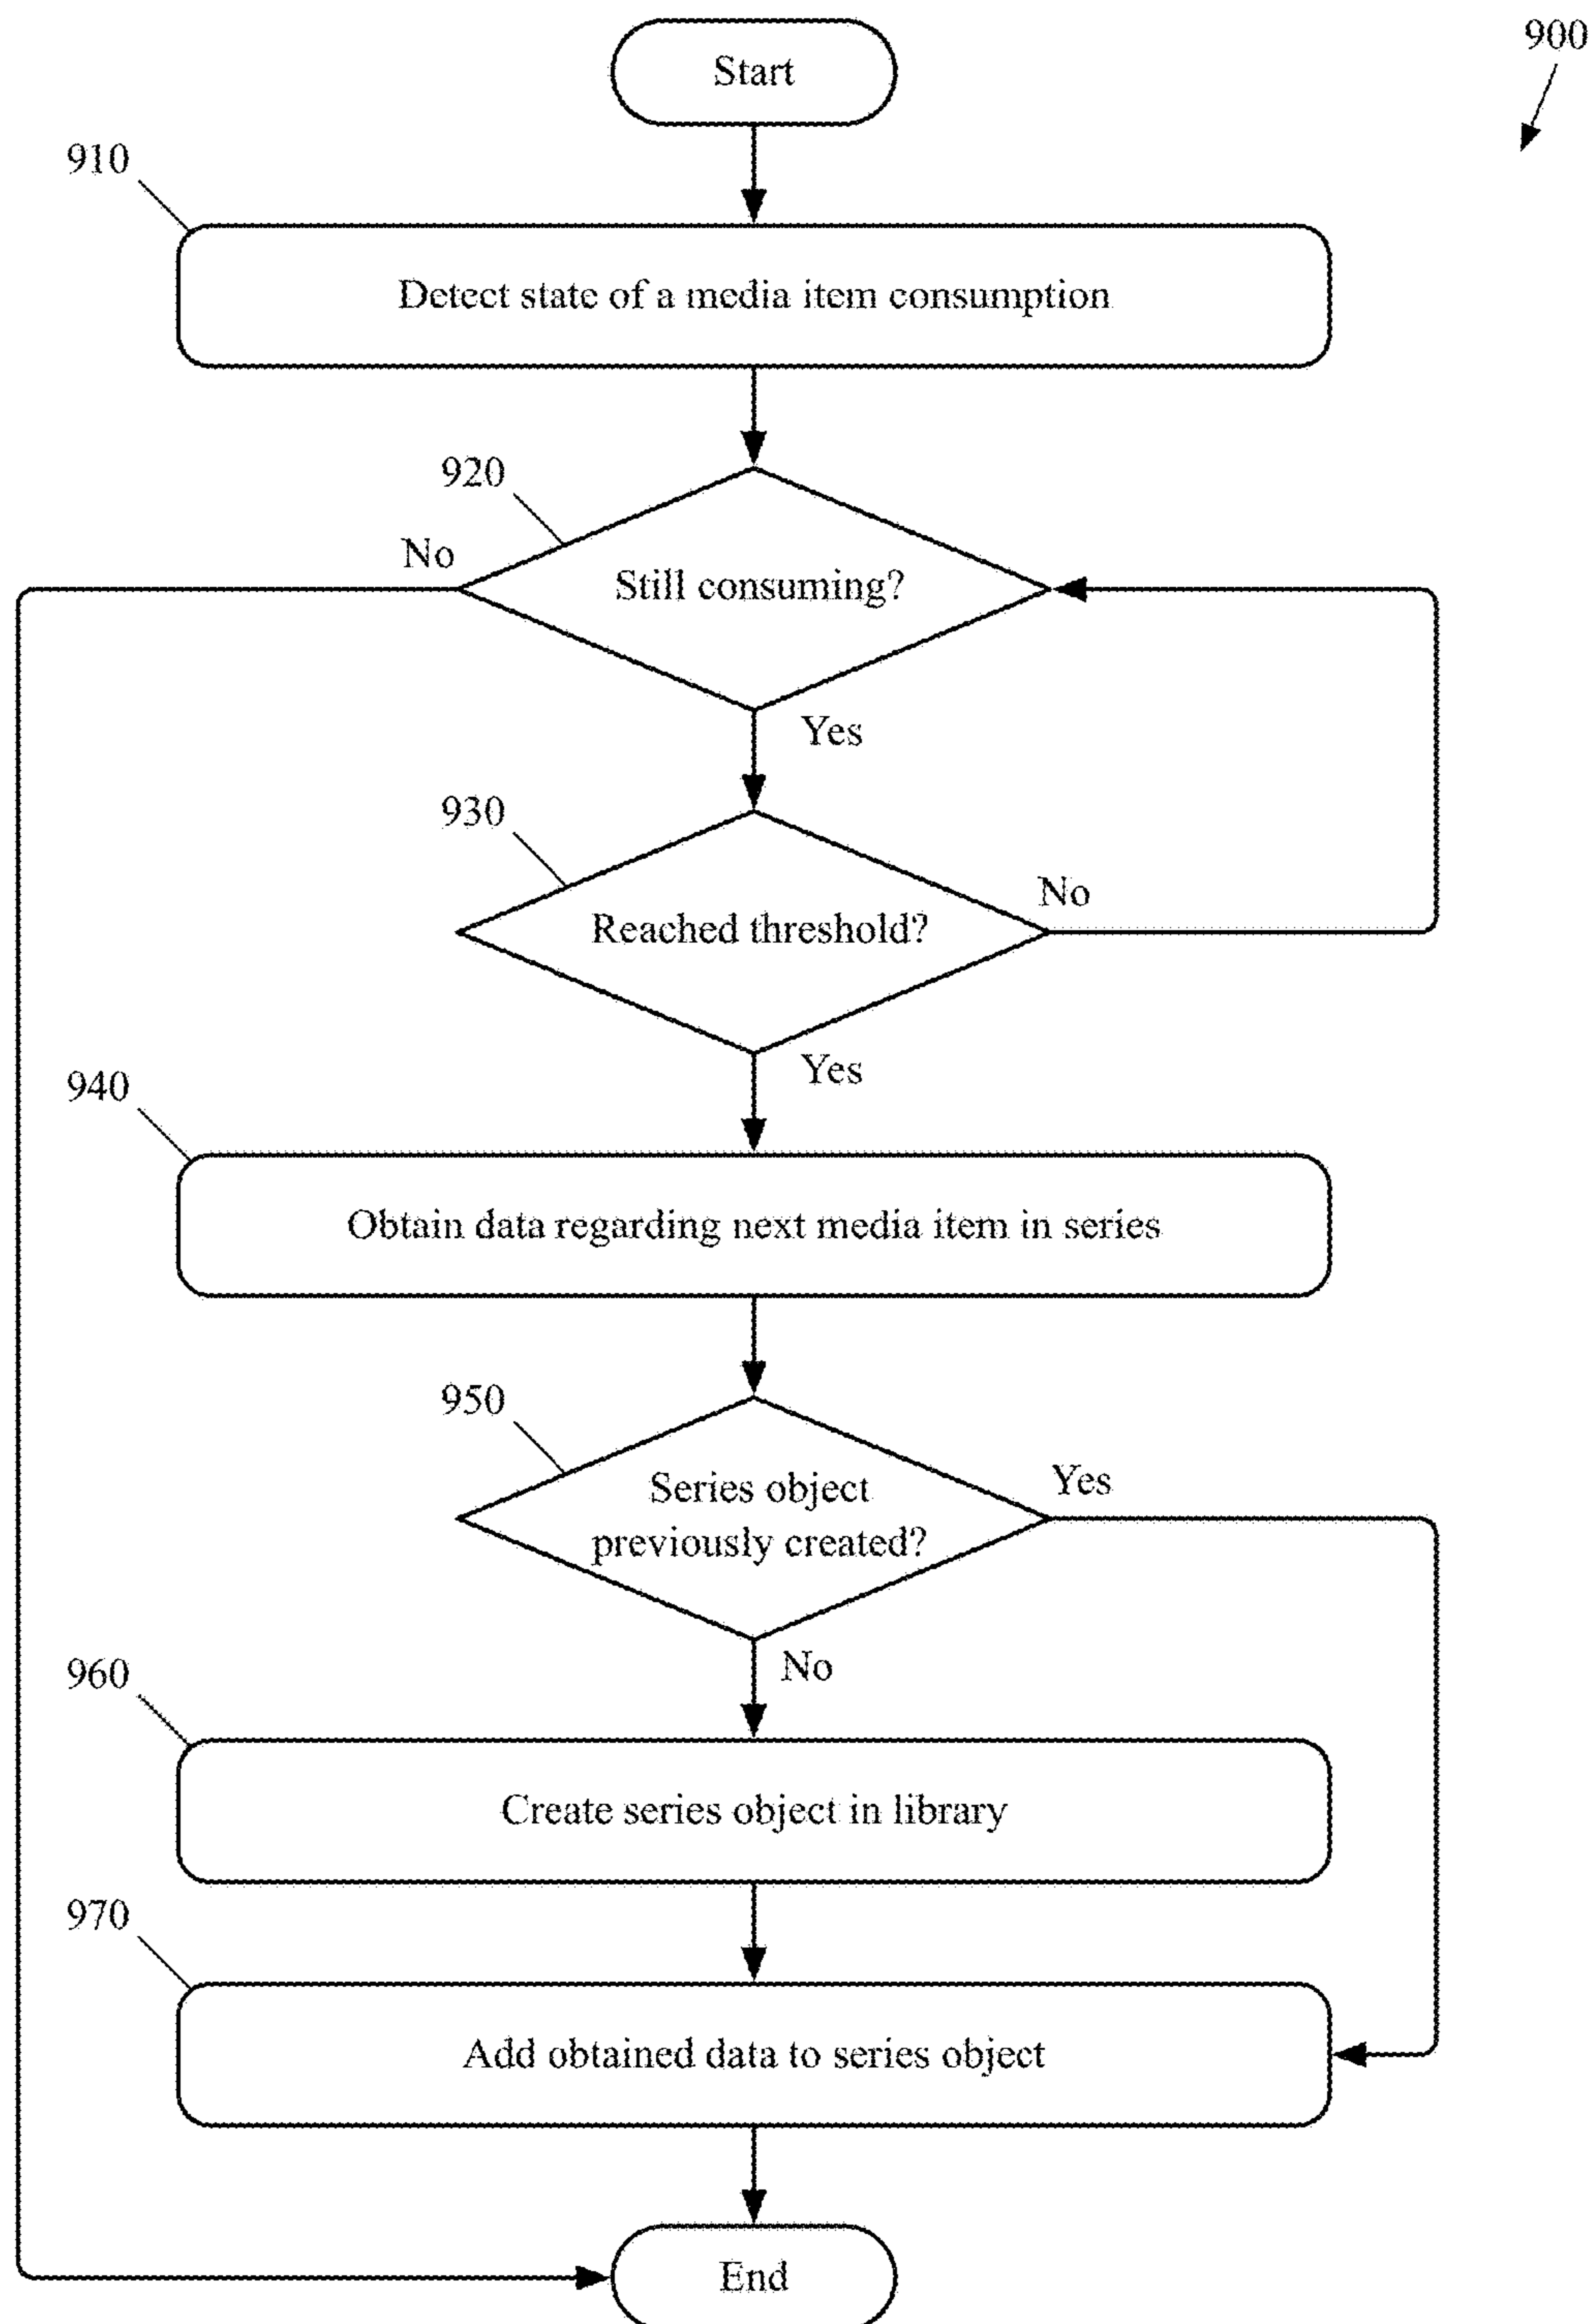 900
Start
910
Detect state of a media item consumption
920
No
Still consuming?
Yes
930
No
Reached threshold?
Yes
940
Obtain data regarding next media item in series
950
Yes
Series object
previously created?
No
960
Create series object in library
970
Add obtained data to series object
End